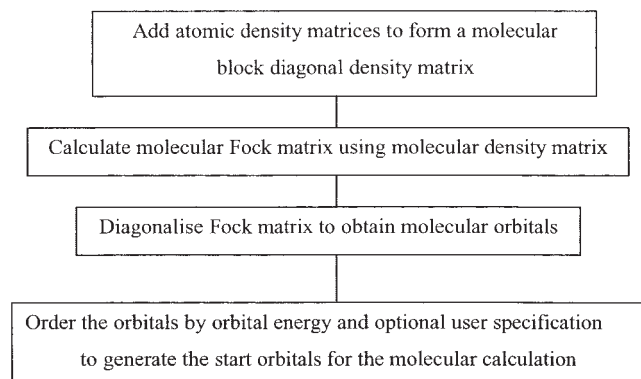 Add atomic density matrices to form a molecular
block diagonal density matrix
Calculate molecular Fock matrix using molecular density matrix
Diagonalise Fock matrix to obtain molecular orbitals
Order the orbitals by orbital energy and optional user specification
to generate the start orbitals for the molecular calculation